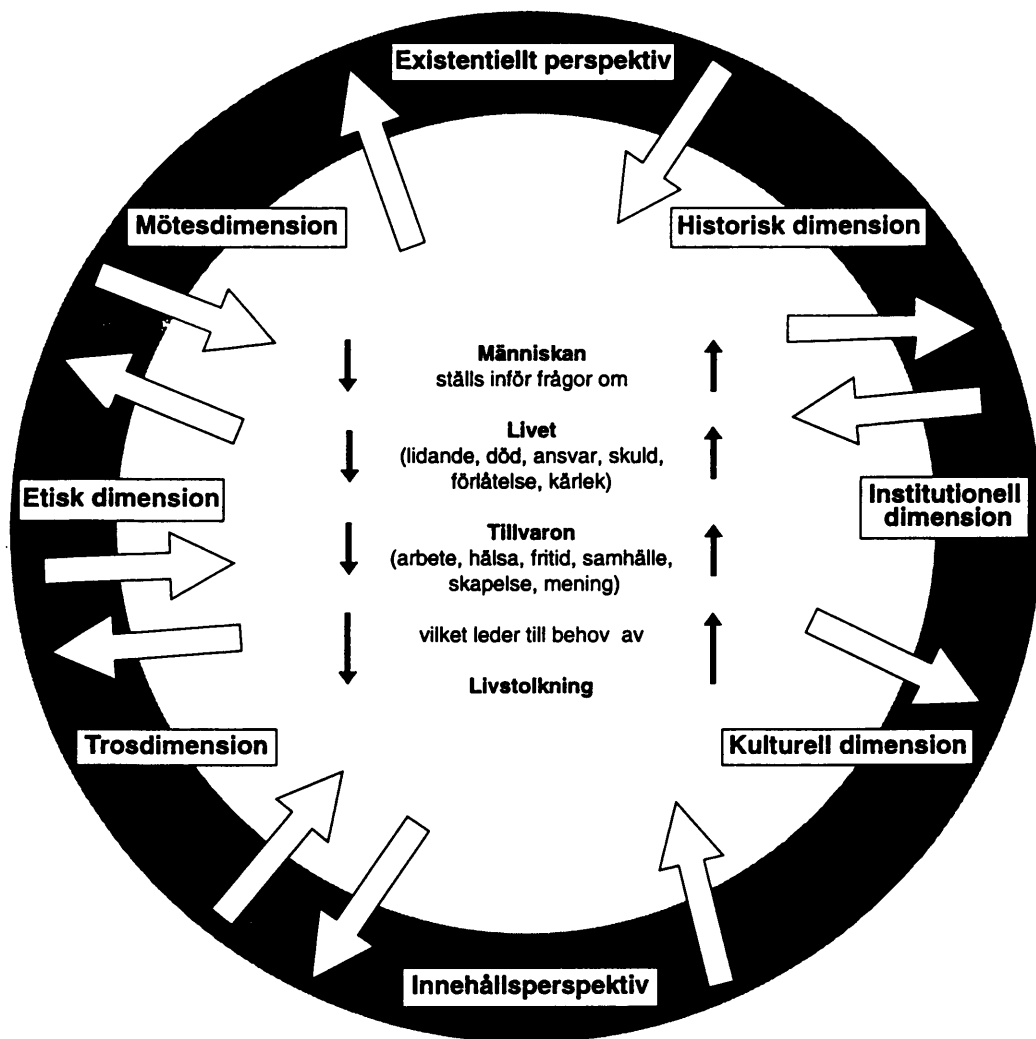 Existentiellt perspektiv
Mötesdimension
Historisk dimension
Människan
ställs inför frågor om
Livet
(lidande, död, ansvar, skuld,
förlåtelse, kärlek)
Etisk dimension
Institutionell
dimension
Tillvaron
(arbete, hälsa, fritid, samhälle,
skapelse, mening)
vilket leder till behov av
Livstolkning
Trosdimension
Kulturell dimension
Innehållsperspektiv